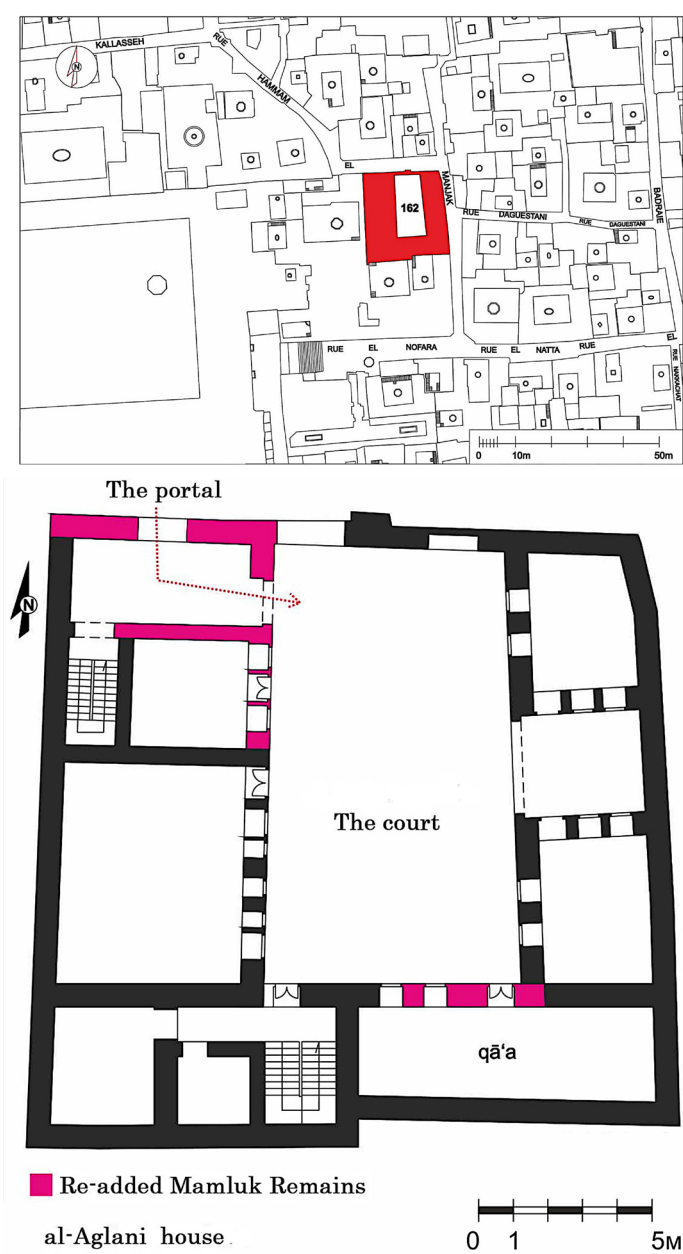 KALLASSEH
RUE
HAMMAM
EL
MANJAK
BADRAIE
162
RUE DAGUESTANI
RUE DAGUESTANI
RUE EL NOFARA
RUE EL NATTA RUE
EL
RUE NAKKACHAT
0 10m 50m
N
The portal
N
The court
qā‘a
Re-added Mamluk Remains
al-Aglani house
0 1 5M